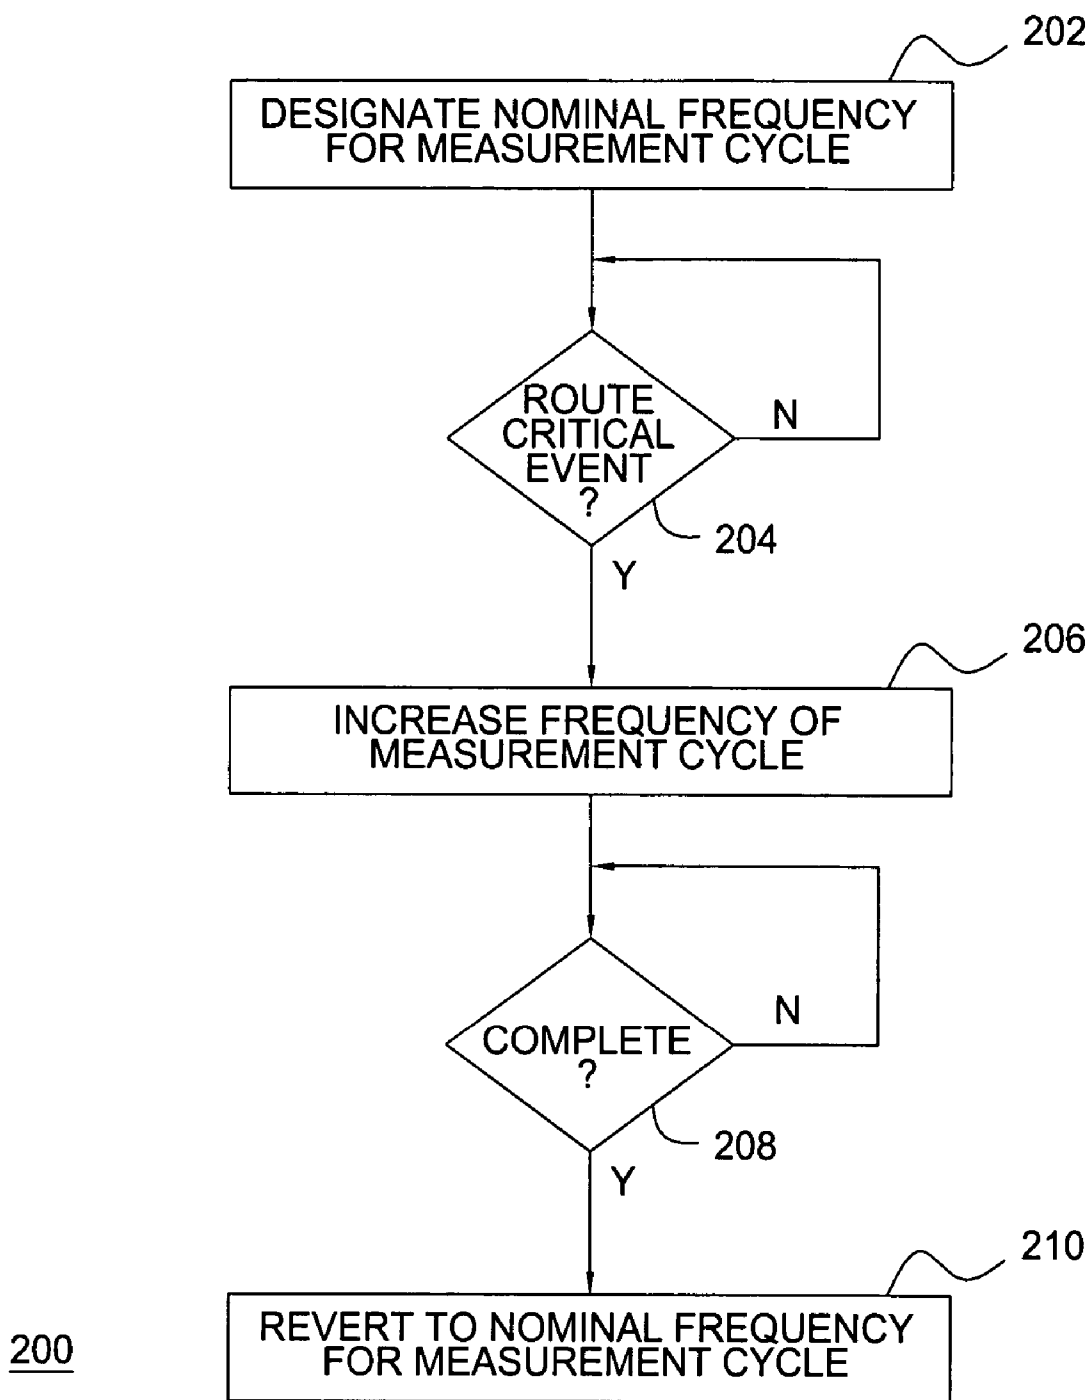 202
DESIGNATE NOMINAL FREQUENCY
FOR MEASUREMENT CYCLE
ROUTE
CRITICAL
EVENT
?
N
204
Y
206
INCREASE FREQUENCY OF
MEASUREMENT CYCLE
COMPLETE
?
N
208
Y
210
REVERT TO NOMINAL FREQUENCY
FOR MEASUREMENT CYCLE
200